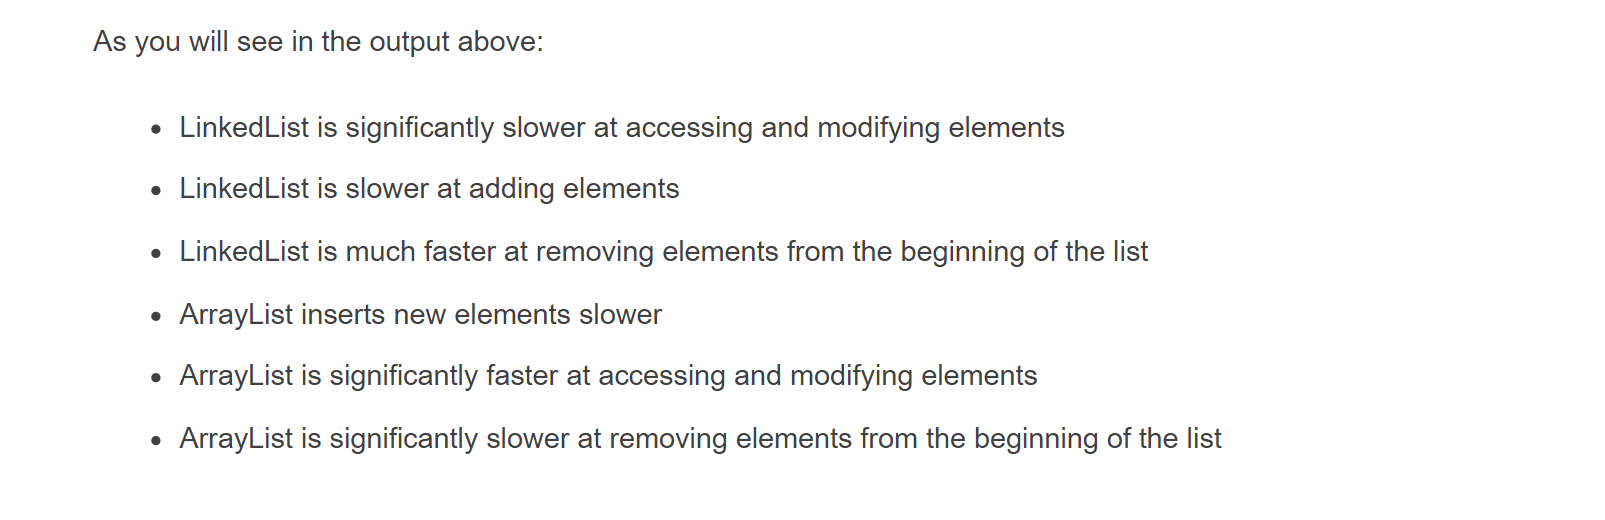 As you will see in the output above:
• LinkedList is significantly slower at accessing and modifying elements
• LinkedList is slower at adding elements
• LinkedList is much faster at removing elements from the beginning of the list
• ArrayList inserts new elements slower
• ArrayList is significantly faster at accessing and modifying elements
• ArrayList is significantly slower at removing elements from the beginning of the list